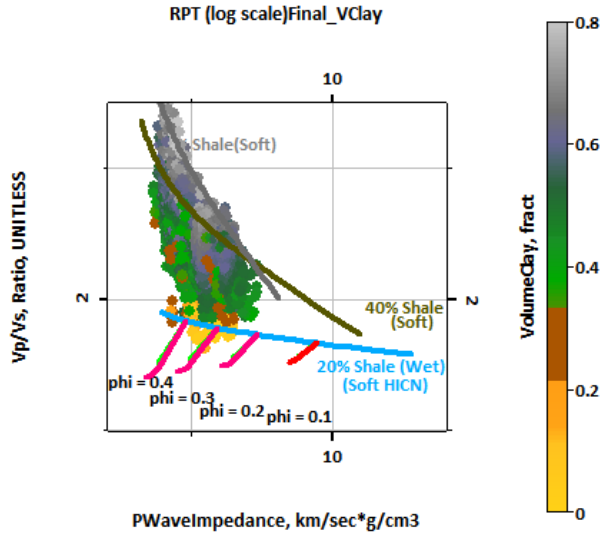 RPT (log scale)Final_VClay
10
0.8
Shale(Soft)
0.6
Vp/Vs, Ratio, UNITLESS
VolumeClay, fract
0.4
2
2
40% Shale
(Soft)
20% Shale (Wet)
(Soft HICN)
0.2
phi = 0.4
phi = 0.3
phi = 0.2
phi = 0.1
10
0
PWaveImpedance, km/sec*g/cm3